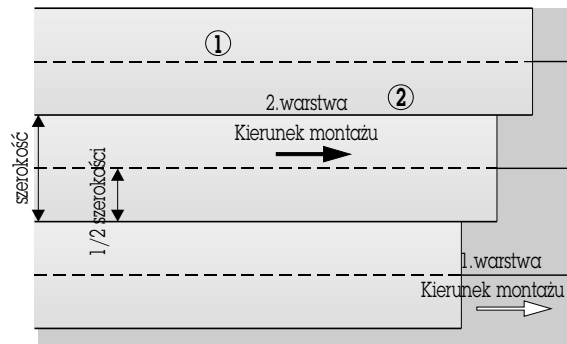 ①
2.warstwa ②
Kierunek montażu
szerokość
1/2 szerokości
1.warstwa
Kierunek montażu